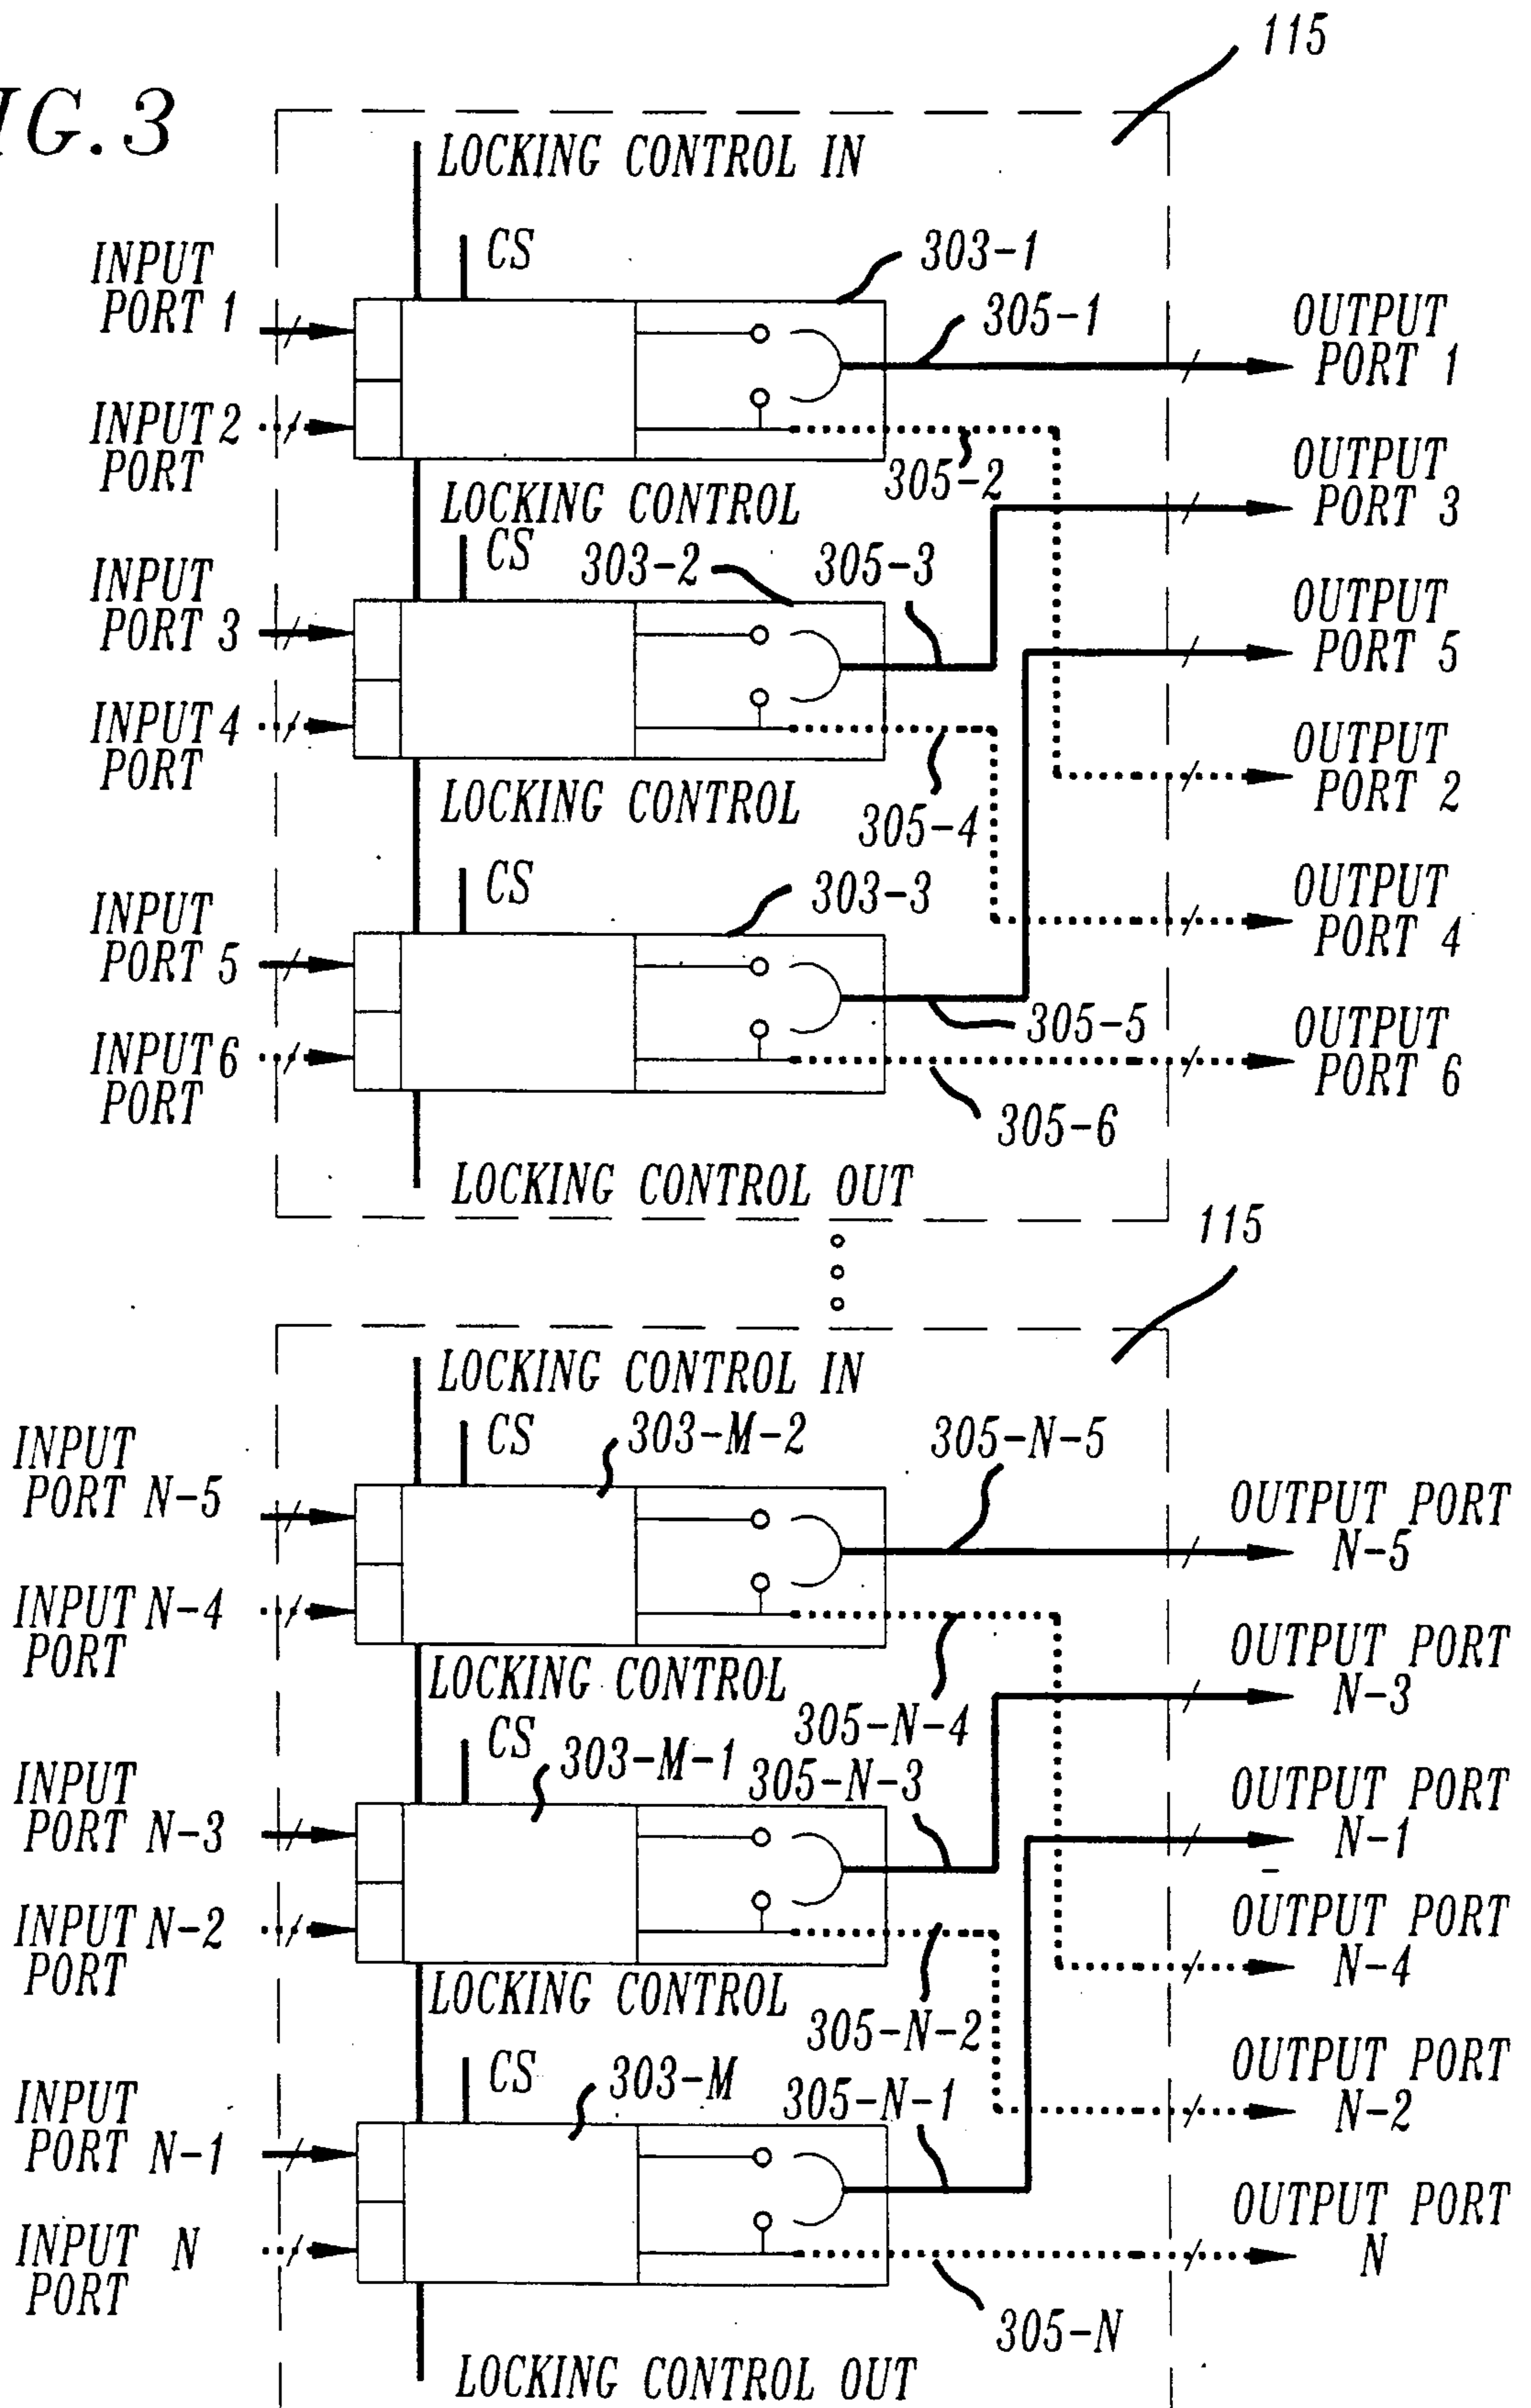 IG.3
115
LOCKING CONTROL IN
CS
303-1
305-1
INPUT
PORT 1
OUTPUT
PORT 1
INPUT 2
PORT
305-2
OUTPUT
PORT 3
LOCKING CONTROL
CS
303-2
305-3
INPUT
PORT 3
OUTPUT
PORT 5
INPUT 4
PORT
OUTPUT
PORT 2
LOCKING CONTROL
305-4
CS
303-3
INPUT
PORT 5
OUTPUT
PORT 4
305-5
INPUT 6
PORT
OUTPUT
PORT 6
305-6
LOCKING CONTROL OUT
115
LOCKING CONTROL IN
CS
303-M-2
305-N-5
INPUT
PORT N-5
OUTPUT PORT
N-5
INPUT N-4
PORT
OUTPUT PORT
N-3
LOCKING CONTROL
305-N-4
CS
303-M-1
305-N-3
INPUT
PORT N-3
OUTPUT PORT
N-1
INPUT N-2
PORT
OUTPUT PORT
N-4
LOCKING CONTROL
305-N-2
CS
303-M
305-N-1
OUTPUT PORT
N-2
INPUT
PORT N-1
INPUT N
PORT
OUTPUT PORT
N
305-N
LOCKING CONTROL OUT